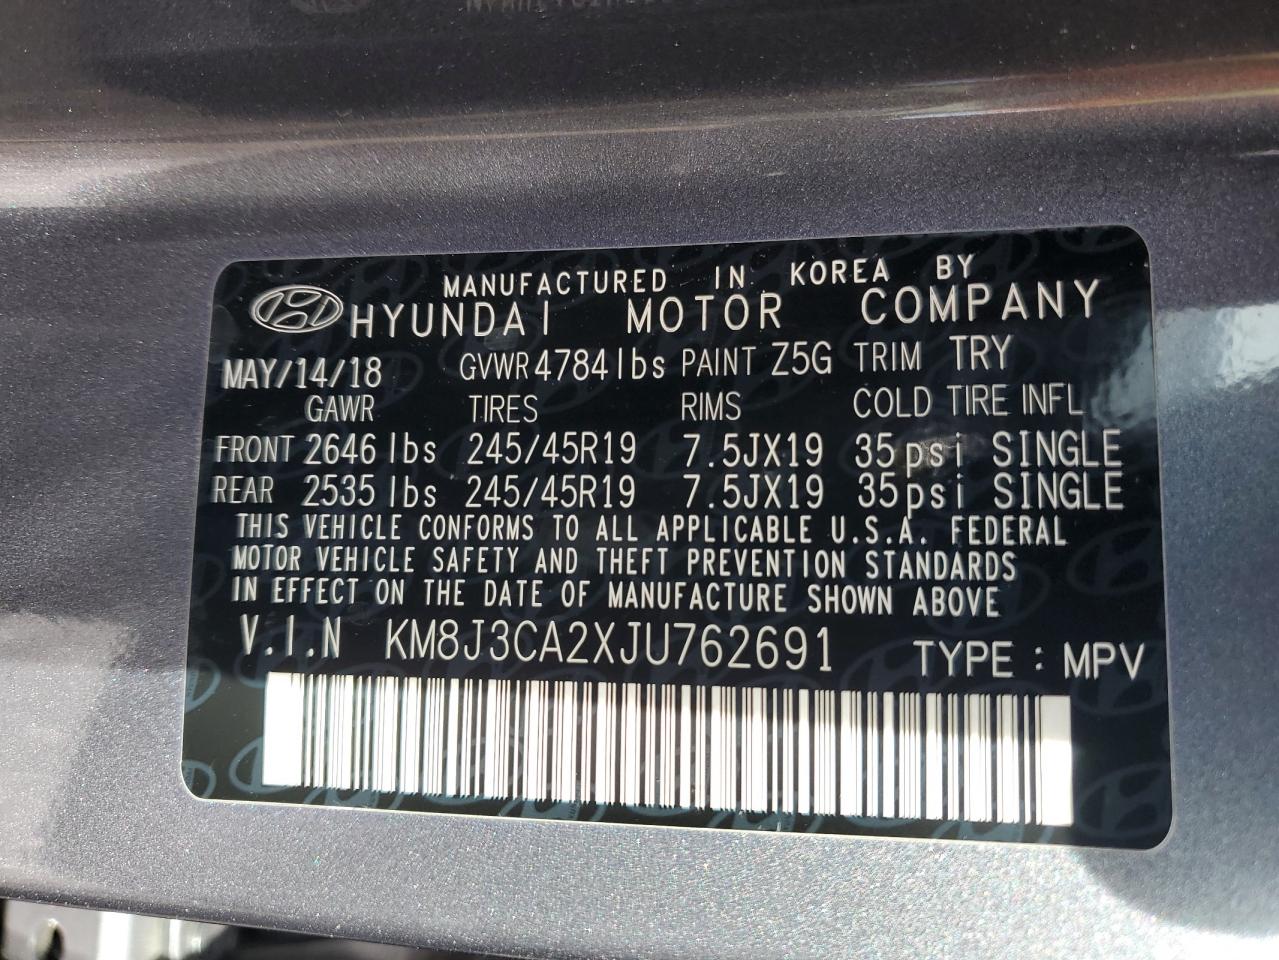 MANUFACTURED IN KOREA BY
HYUNDAI MOTOR COMPANY
MAY/14/18 GVWR 4784 lbs PAINT Z5G TRIM TRY
GAWR TIRES RIMS COLD TIRE INFL
FRONT 2646 lbs 245/45R19 7.5JX19 35psi SINGLE
REAR 2535 lbs 245/45R19 7.5JX19 35psi SINGLE
THIS VEHICLE CONFORMS TO ALL APPLICABLE U.S.A. FEDERAL
MOTOR VEHICLE SAFETY AND THEFT PREVENTION STANDARDS
IN EFFECT ON THE DATE OF MANUFACTURE SHOWN ABOVE
V.I.N KM8J3CA2XJU762691 TYPE : MPV